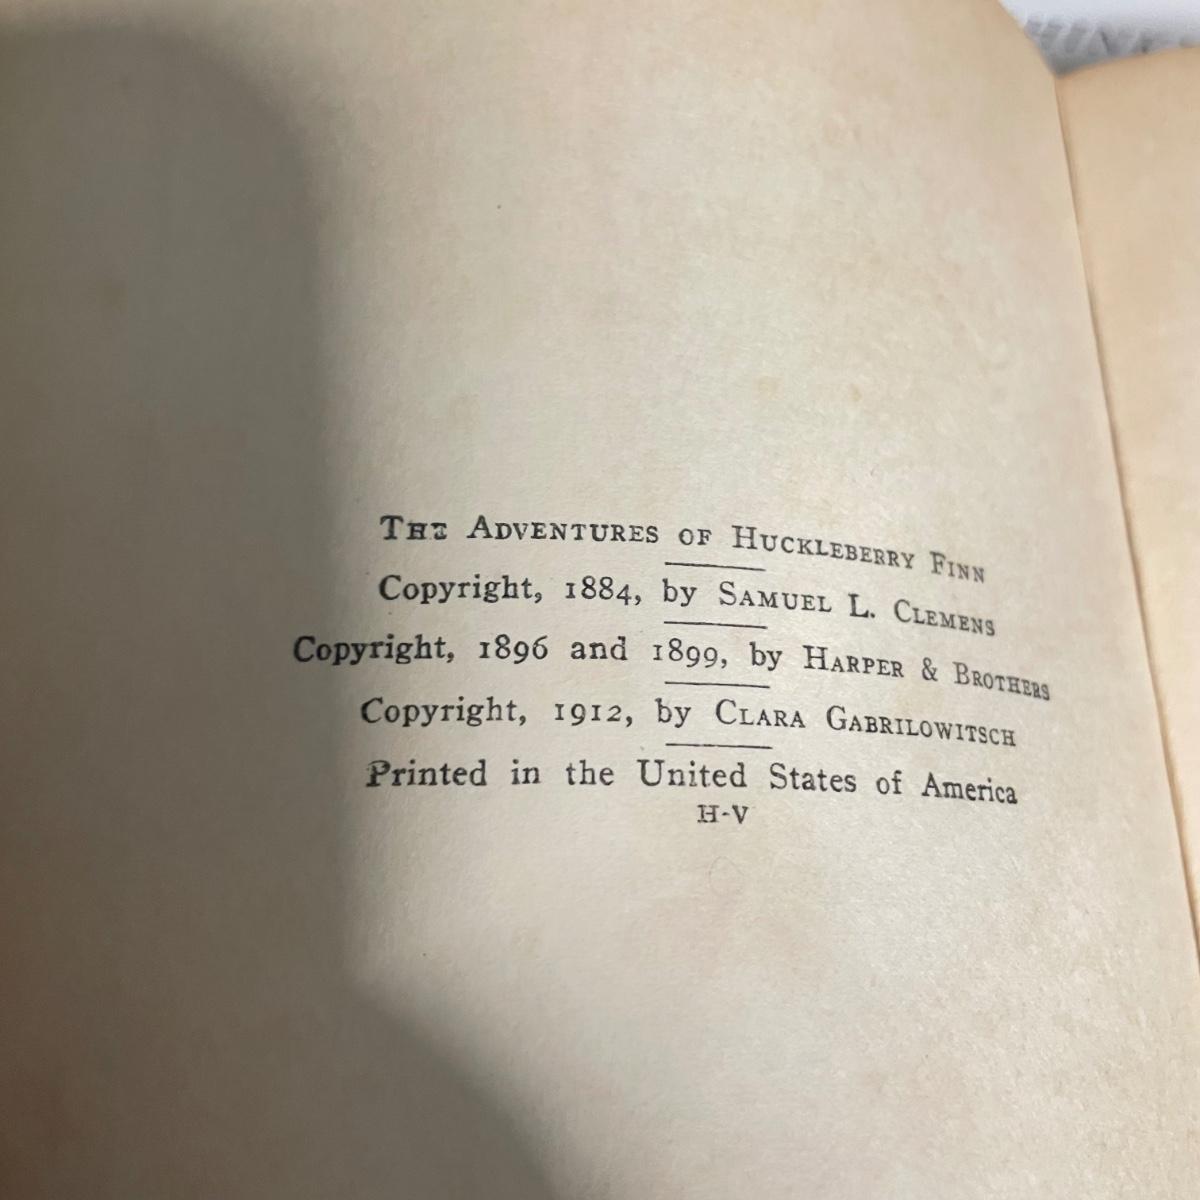 The Adventures of Huckleberry Finn
Copyright, 1884, by Samuel L. Clemens
Copyright, 1896 and 1899, by Harper & Brothers
Copyright, 1912, by Clara Gabrilowitsch
Printed in the United States of America
H-V